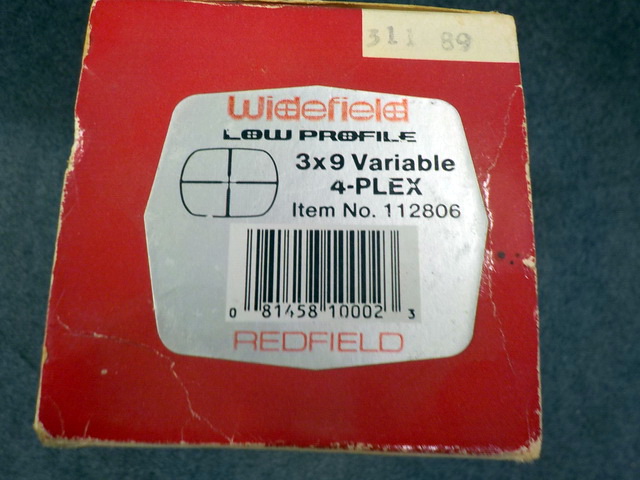 311 89
Widefield
LOW PROFILE
3x9 Variable
4-PLEX
Item No. 112806
0 81458 10002 3
REDFIELD